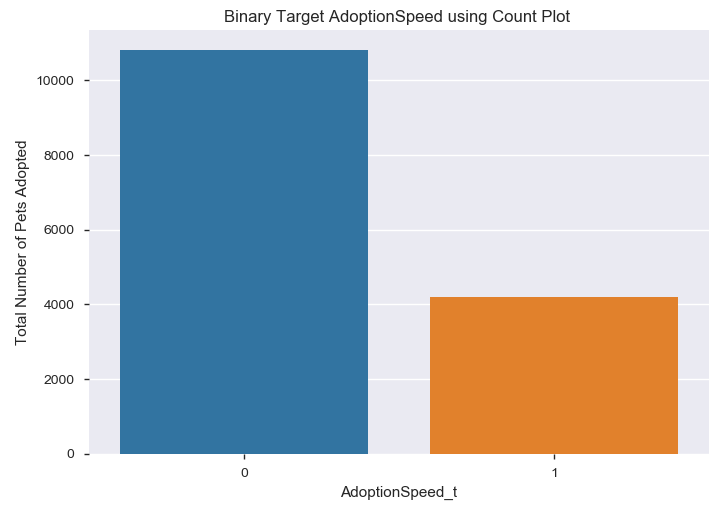 Binary Target AdoptionSpeed using Count Plot
Total Number of Pets Adopted
10000
8000
6000
4000
2000
0
0
1
AdoptionSpeed_t